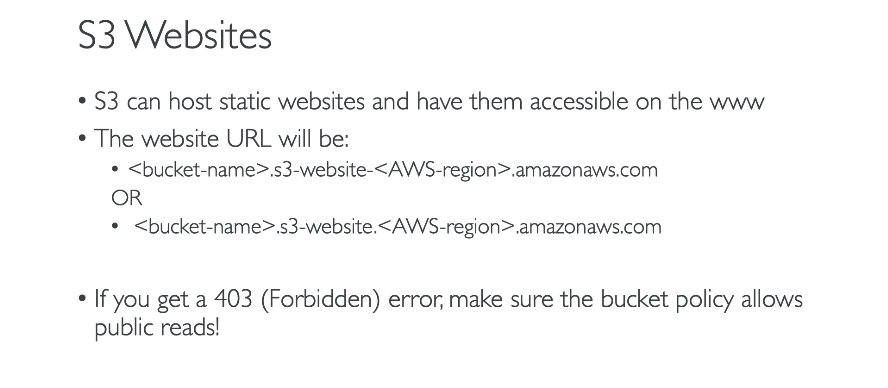 S3 Websites
• S3 can host static websites and have them accessible on the www
• The website URL will be:
• <bucket-name>.s3-website-<AWS-region>.amazonaws.com
OR
• <bucket-name>.s3-website.<AWS-region>.amazonaws.com
• If you get a 403 (Forbidden) error, make sure the bucket policy allows
public reads!